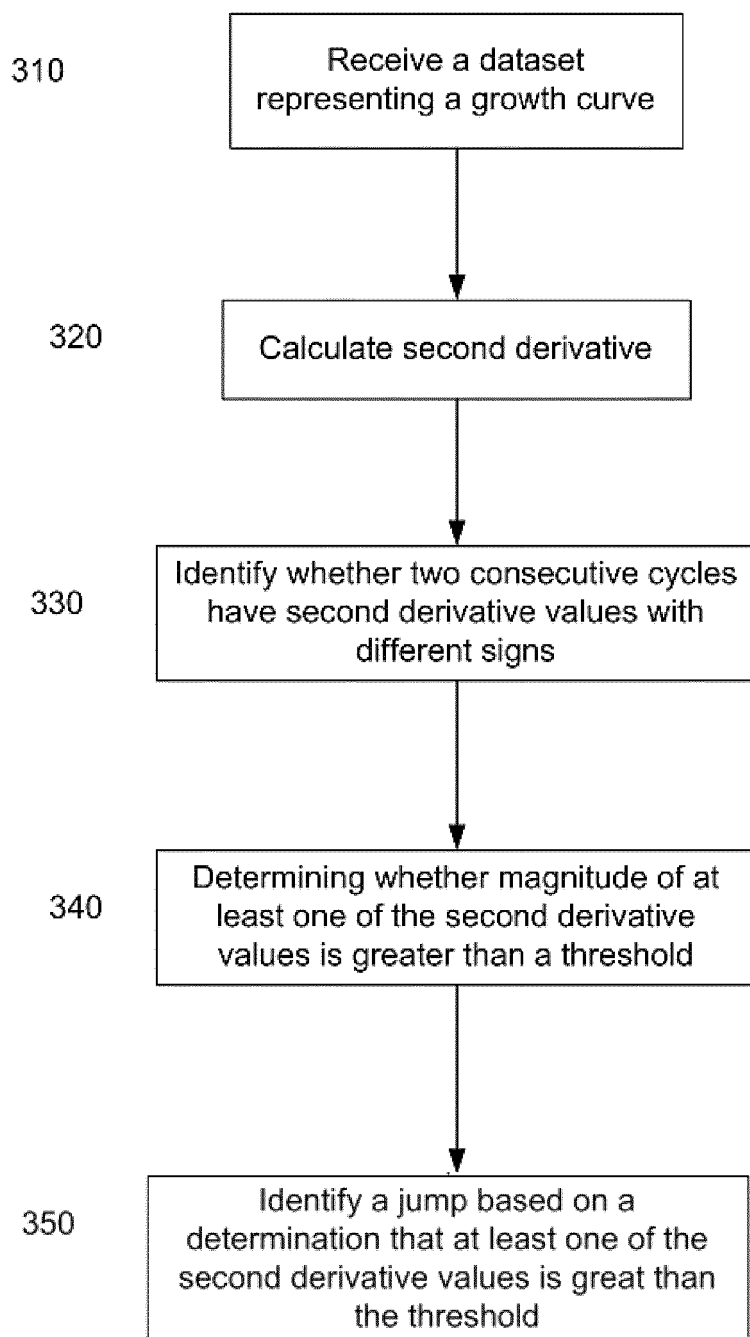 310
Receive a dataset
representing a growth curve
320
Calculate second derivative
330
Identify whether two consecutive cycles
have second derivative values with
different signs
340
Determining whether magnitude of at
least one of the second derivative
values is greater than a threshold
350
Identify a jump based on a
determination that at least one of the
second derivative values is great than
the threshold